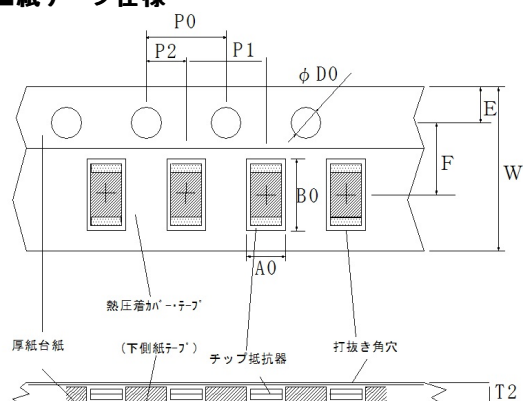 ■紙テープ仕様
P0
P2
P1
φD0
E
F
W
B0
A0
熱圧着ｶﾊﾞｰ･ﾃｰﾌﾟ
厚紙台紙
(下側紙ﾃｰﾌﾟ)
チップ抵抗器
打抜き角穴
T2